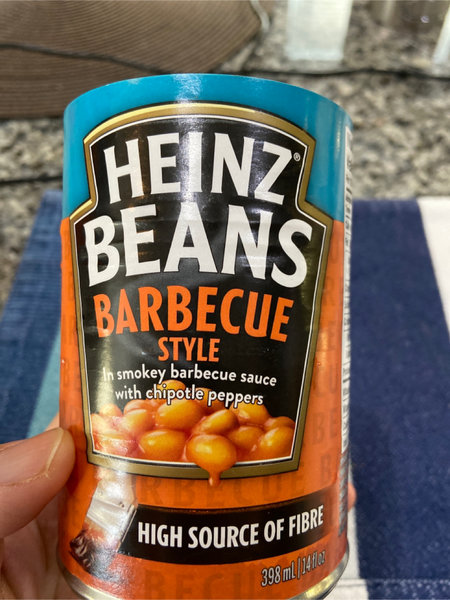 HEINZ®
BEANS
BARBECUE
STYLE
In smokey barbecue sauce
with chipotle peppers
HIGH SOURCE OF FIBRE
398 mL | 14 fl oz